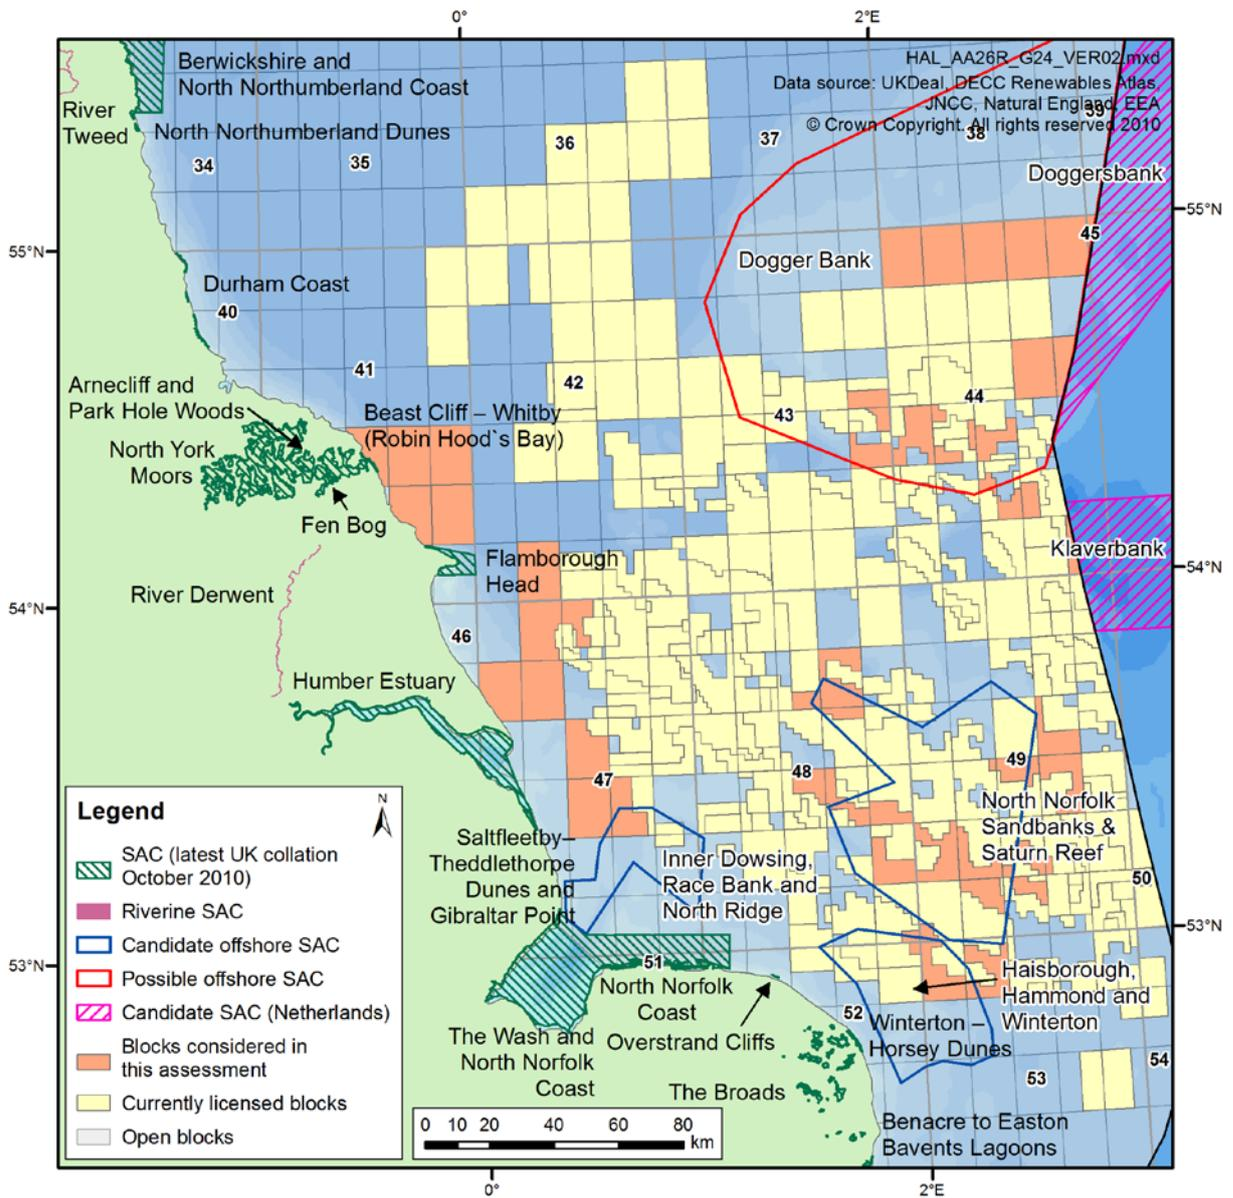 0°
2°E
Berwickshire and
North Northumberland Coast
HAL_AA26R_G24_VER02.mxd
Data source: UKDeal, DECC Renewables Atlas,
JNCC, Natural England, EEA
© Crown Copyright. All rights reserved 2010
River
Tweed
North Northumberland Dunes
34
35
36
37
38
39
Doggersbank
55°N
55°N
45
Dogger Bank
Durham Coast
40
41
42
43
44
Arnecliff and
Park Hole Woods
Beast Cliff – Whitby
(Robin Hood`s Bay)
North York
Moors
Fen Bog
Flamborough
Head
Klaverbank
54°N
River Derwent
54°N
46
Humber Estuary
47
48
49
North Norfolk
Sandbanks &
Saturn Reef
Saltfleetby–
Theddlethorpe
Dunes and
Gibraltar Point
Inner Dowsing,
Race Bank and
North Ridge
50
53°N
53°N
51
North Norfolk
Coast
Overstrand Cliffs
The Wash and
North Norfolk
Coast
52
Haisborough,
Hammond and
Winterton
Winterton –
Horsey Dunes
The Broads
53
54
Benacre to Easton
Bavents Lagoons
Legend
N
SAC (latest UK collation
October 2010)
Riverine SAC
Candidate offshore SAC
Possible offshore SAC
Candidate SAC (Netherlands)
Blocks considered in
this assessment
Currently licensed blocks
Open blocks
0 10 20 40 60 80
km
0°
2°E